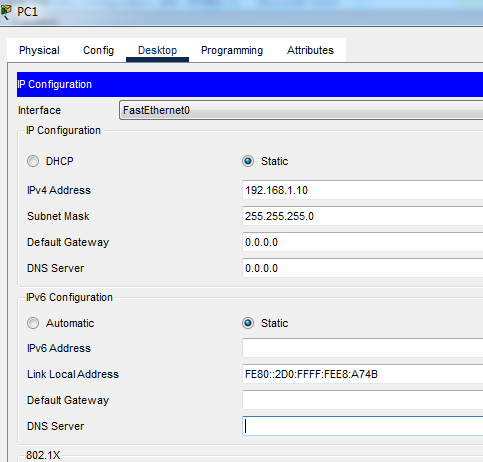 PC1
Physical Config Desktop Programming Attributes
IP Configuration
Interface FastEthernet0
IP Configuration
DHCP Static
IPv4 Address 192.168.1.10
Subnet Mask 255.255.255.0
Default Gateway 0.0.0.0
DNS Server 0.0.0.0
IPv6 Configuration
Automatic Static
IPv6 Address
Link Local Address FE80::2D0:FFFF:FEE8:A74B
Default Gateway
DNS Server
802.1X